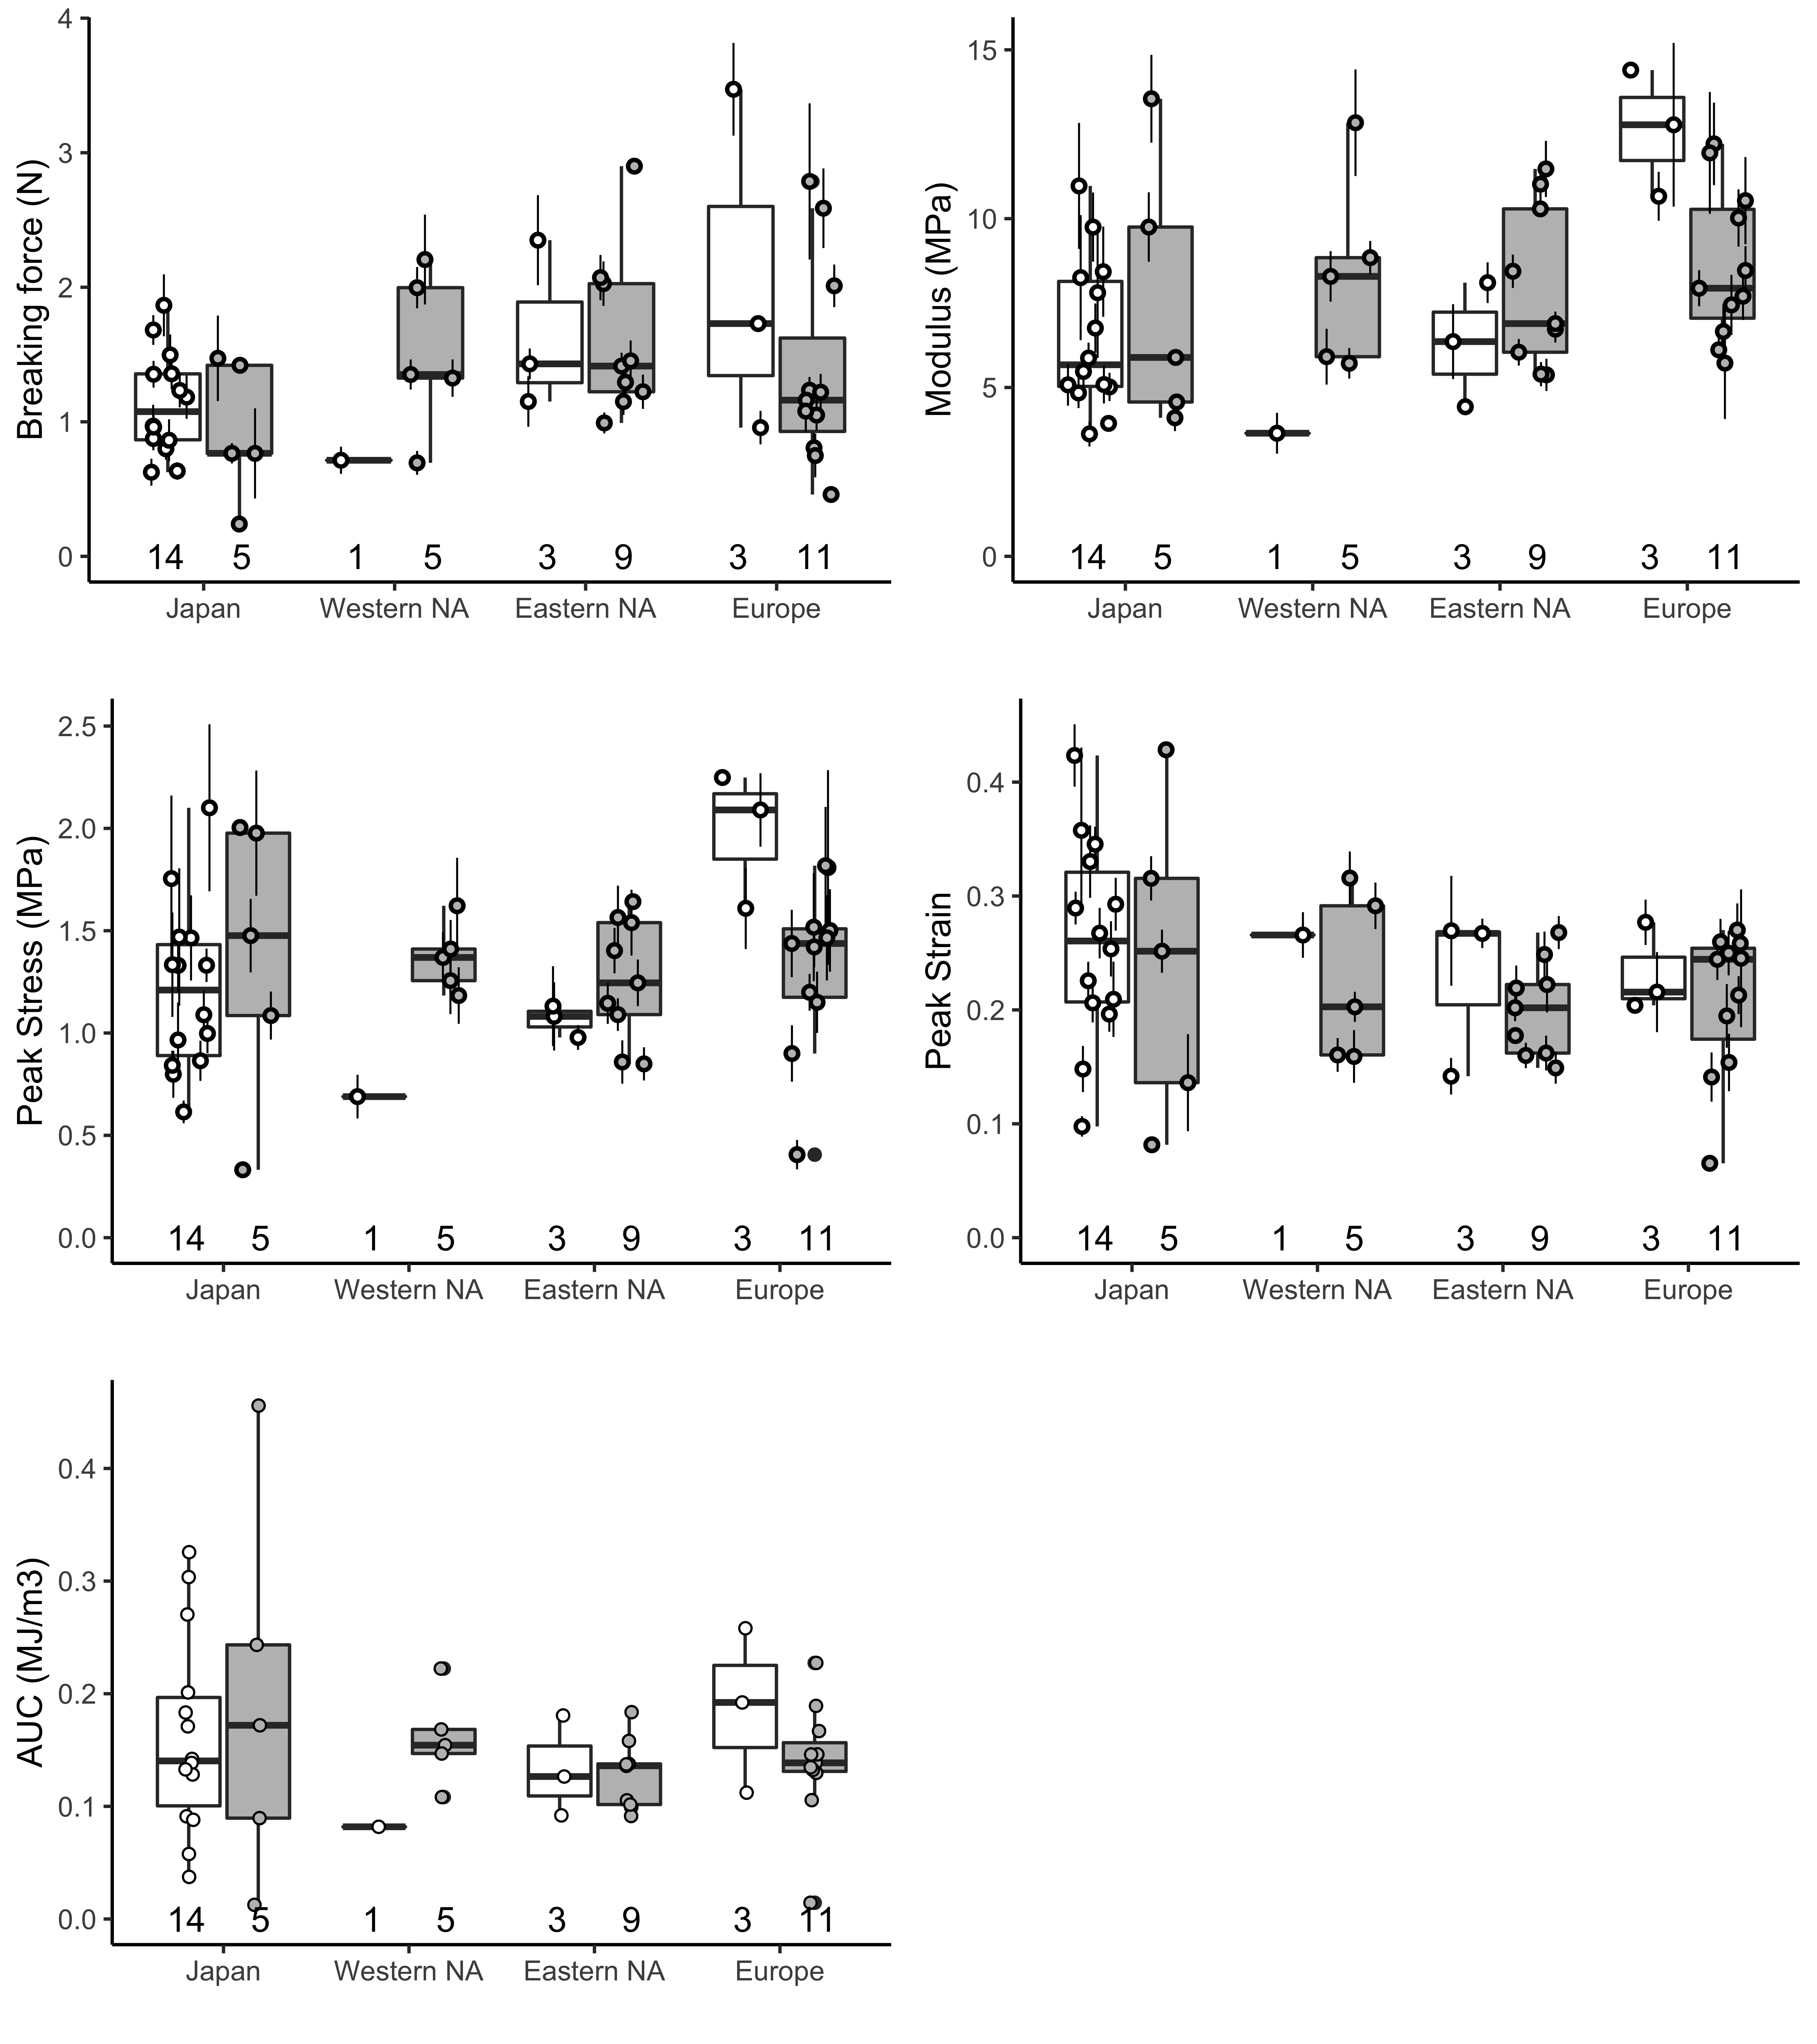 Breaking force (N)
4
3
2
1
0
14 5 1 5 3 9 3 11
Japan Western NA Eastern NA Europe
Modulus (MPa)
15
10
5
0
14 5 1 5 3 9 3 11
Japan Western NA Eastern NA Europe
Peak Stress (MPa)
2.5
2.0
1.5
1.0
0.5
0.0
14 5 1 5 3 9 3 11
Japan Western NA Eastern NA Europe
Peak Strain
0.4
0.3
0.2
0.1
0.0
14 5 1 5 3 9 3 11
Japan Western NA Eastern NA Europe
AUC (MJ/m3)
0.4
0.3
0.2
0.1
0.0
14 5 1 5 3 9 3 11
Japan Western NA Eastern NA Europe